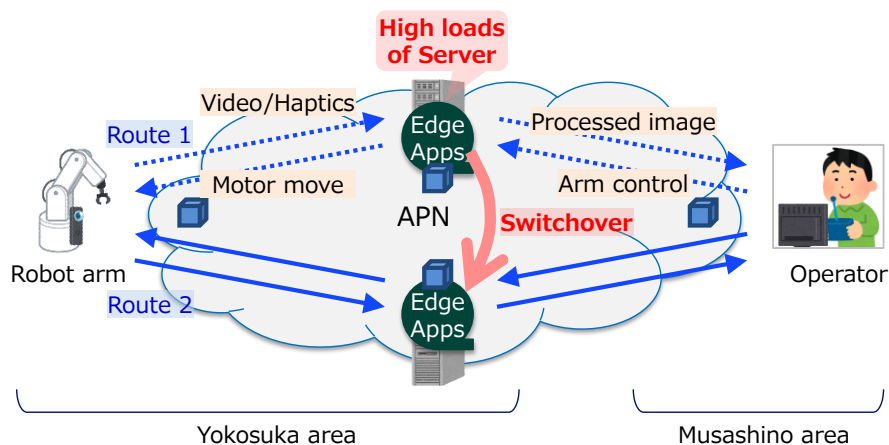 High loads
of Server
Video/Haptics
Edge
Apps
Processed image
Route 1
Motor move
Arm control
APN
Switchover
Robot arm
Operator
Route 2
Edge
Apps
Yokosuka area
Musashino area